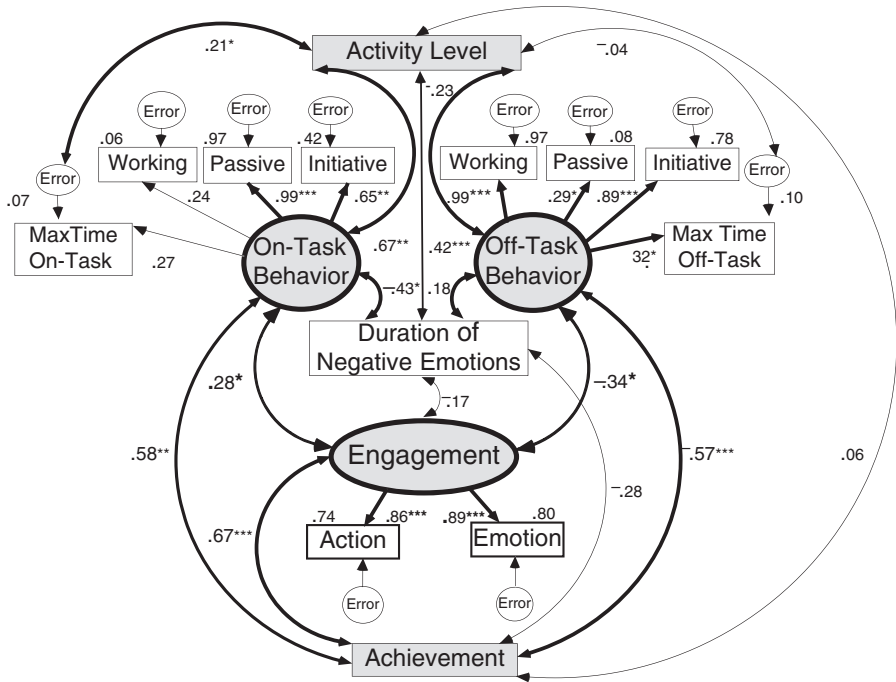 .21*
Activity Level
–.04
–.23
Error
Error
Error
Error
Error
Error
.06
.97
.42
.97
.08
.78
Working
Passive
Initiative
Working
Passive
Initiative
Error
Error
.07
.24
.99***
.65**
.99***
.29*
.89***
.10
MaxTime
On-Task
.27
On-Task
Behavior
.67**
.42***
Off-Task
Behavior
.32*
Max Time
Off-Task
–.43*
.18
Duration of
Negative Emotions
.28*
–.34*
–.17
.58**
Engagement
–.57***
.06
–.28
.67***
.74
.86***
.89***
.80
Action
Emotion
Error
Error
Achievement